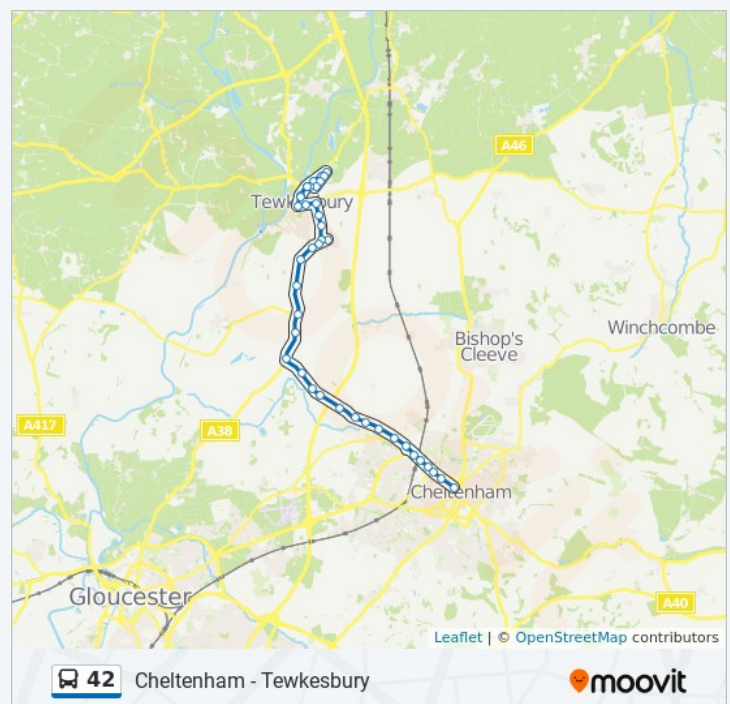 A46
Tewkesbury
Winchcombe
Bishop's
Cleeve
A417
A38
Cheltenham
Gloucester
A40
Leaflet | © OpenStreetMap contributors
42 Cheltenham - Tewkesbury
moovit